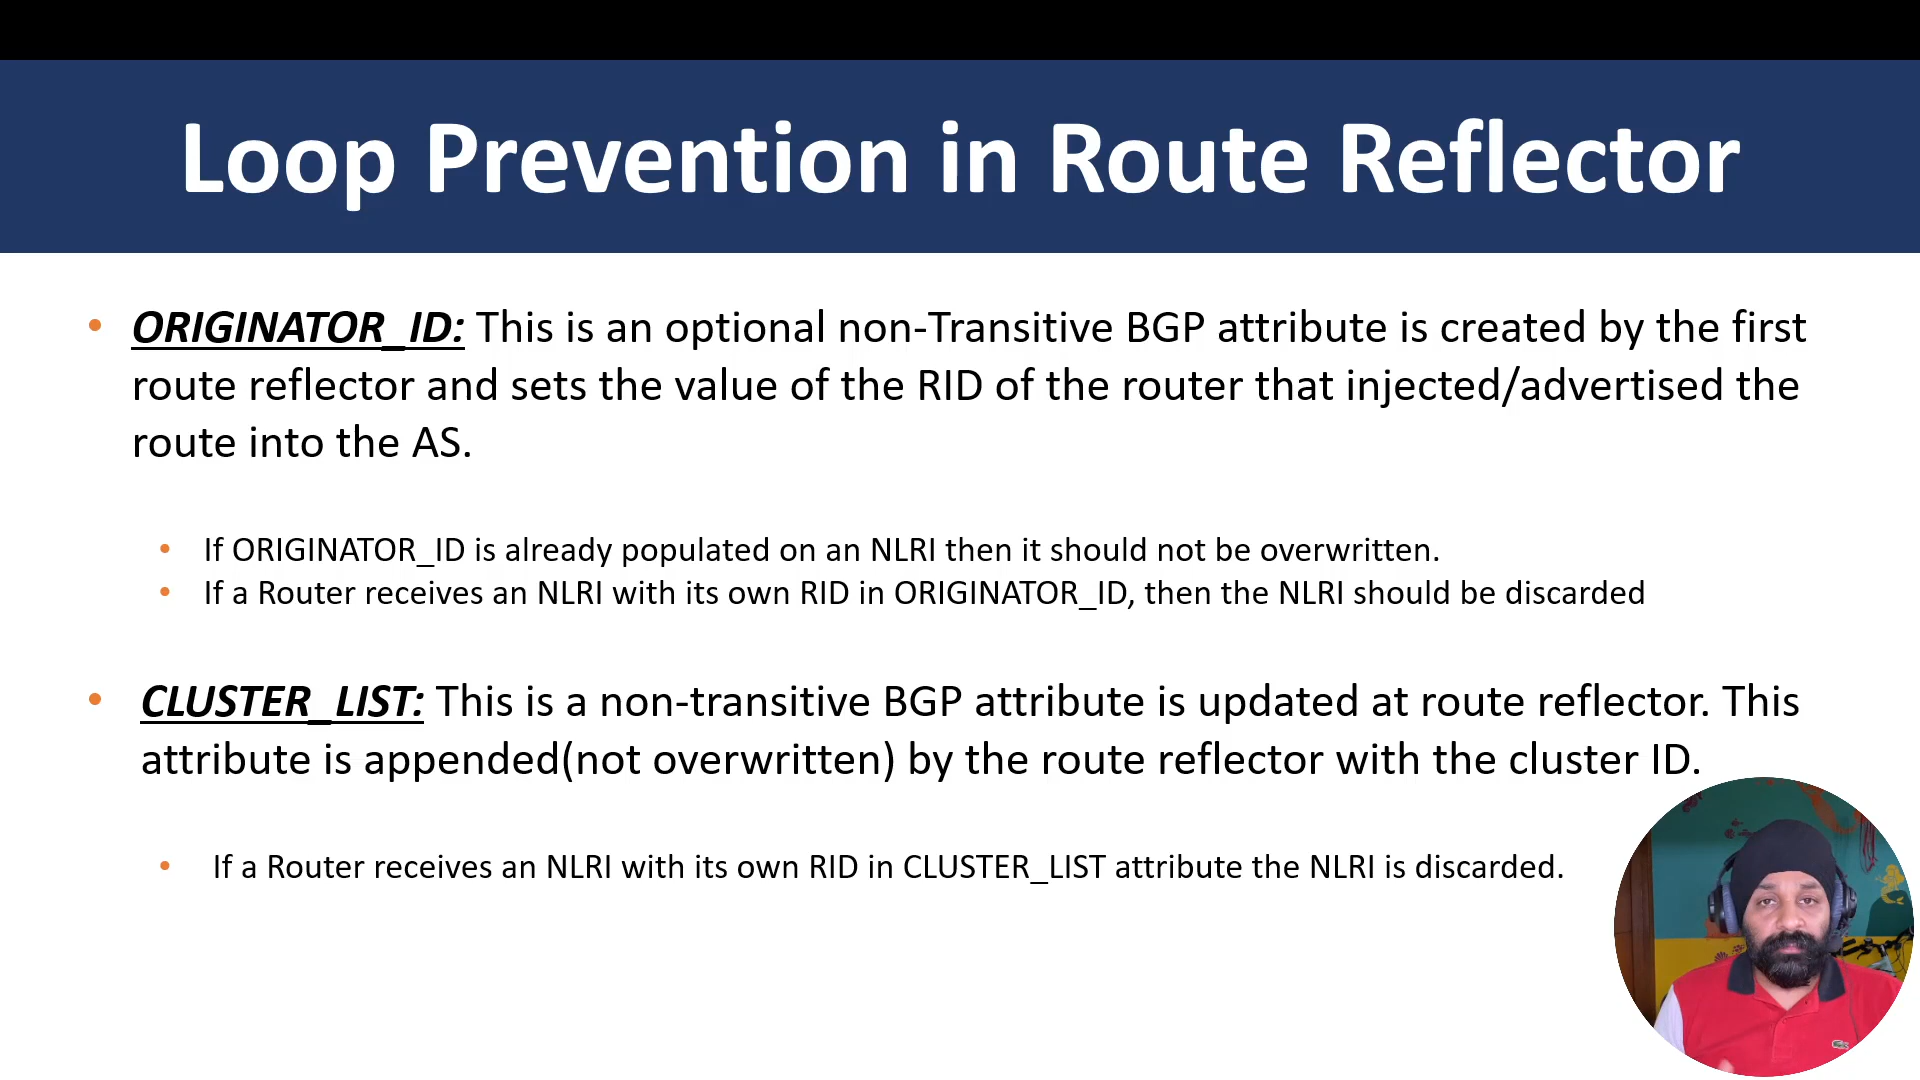 Loop Prevention in Route Reflector
• ORIGINATOR_ID: This is an optional non-Transitive BGP attribute is created by the first
route reflector and sets the value of the RID of the router that injected/advertised the
route into the AS.
• If ORIGINATOR_ID is already populated on an NLRI then it should not be overwritten.
• If a Router receives an NLRI with its own RID in ORIGINATOR_ID, then the NLRI should be discarded
• CLUSTER_LIST: This is a non-transitive BGP attribute is updated at route reflector. This
attribute is appended(not overwritten) by the route reflector with the cluster ID.
• If a Router receives an NLRI with its own RID in CLUSTER_LIST attribute the NLRI is discarded.